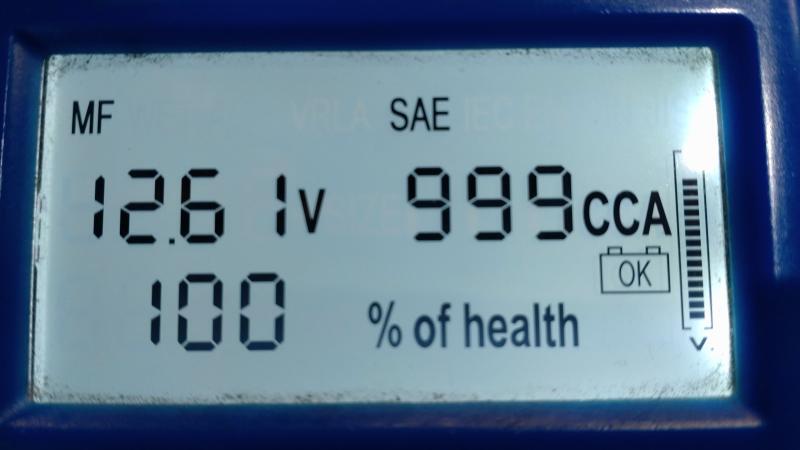 MF SAE
12.61V 999CCA
OK
100 % of health